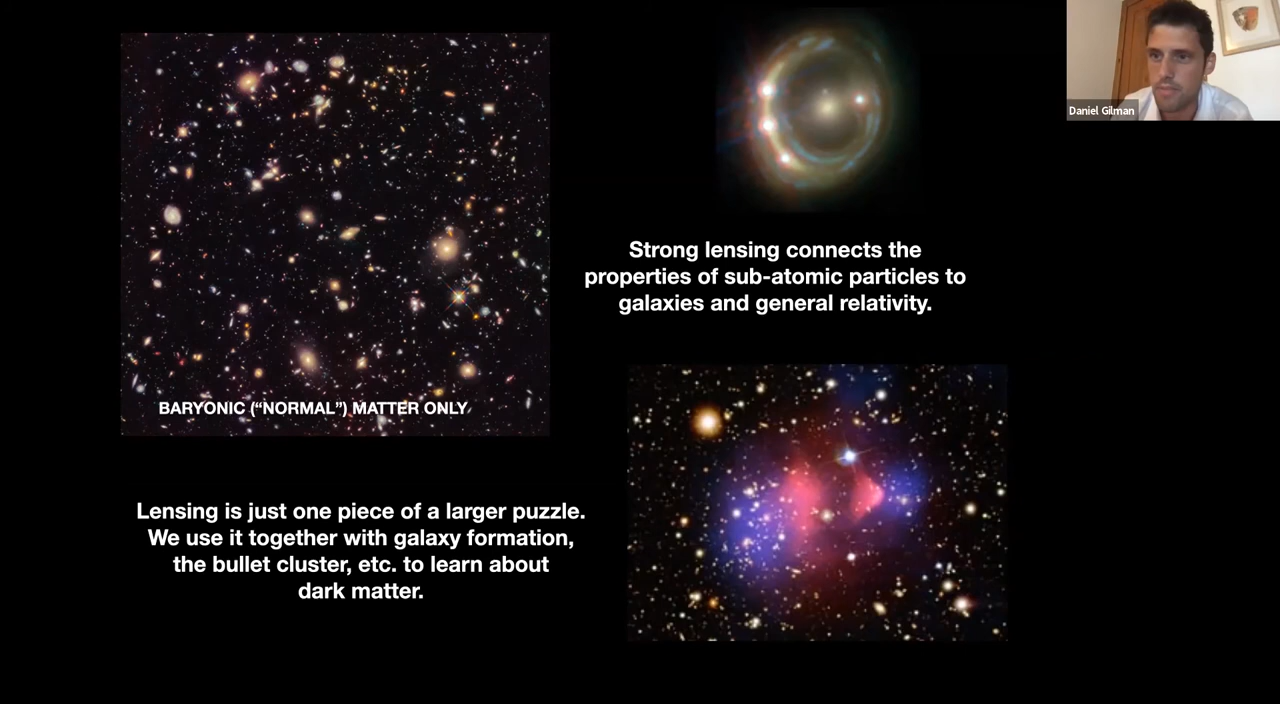 Daniel Gilman
Strong lensing connects the
properties of sub-atomic particles to
galaxies and general relativity.
BARYONIC (“NORMAL”) MATTER ONLY
Lensing is just one piece of a larger puzzle.
We use it together with galaxy formation,
the bullet cluster, etc. to learn about
dark matter.